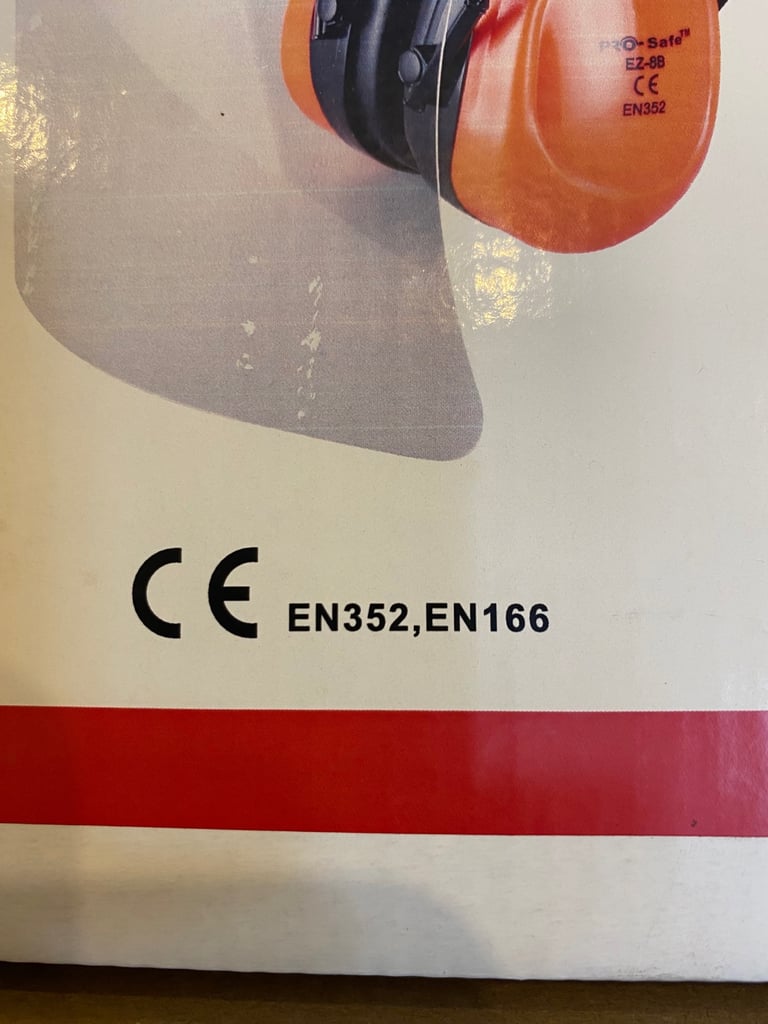 PRO-Safe™
EZ-8B
CE
EN352
CE EN352,EN166